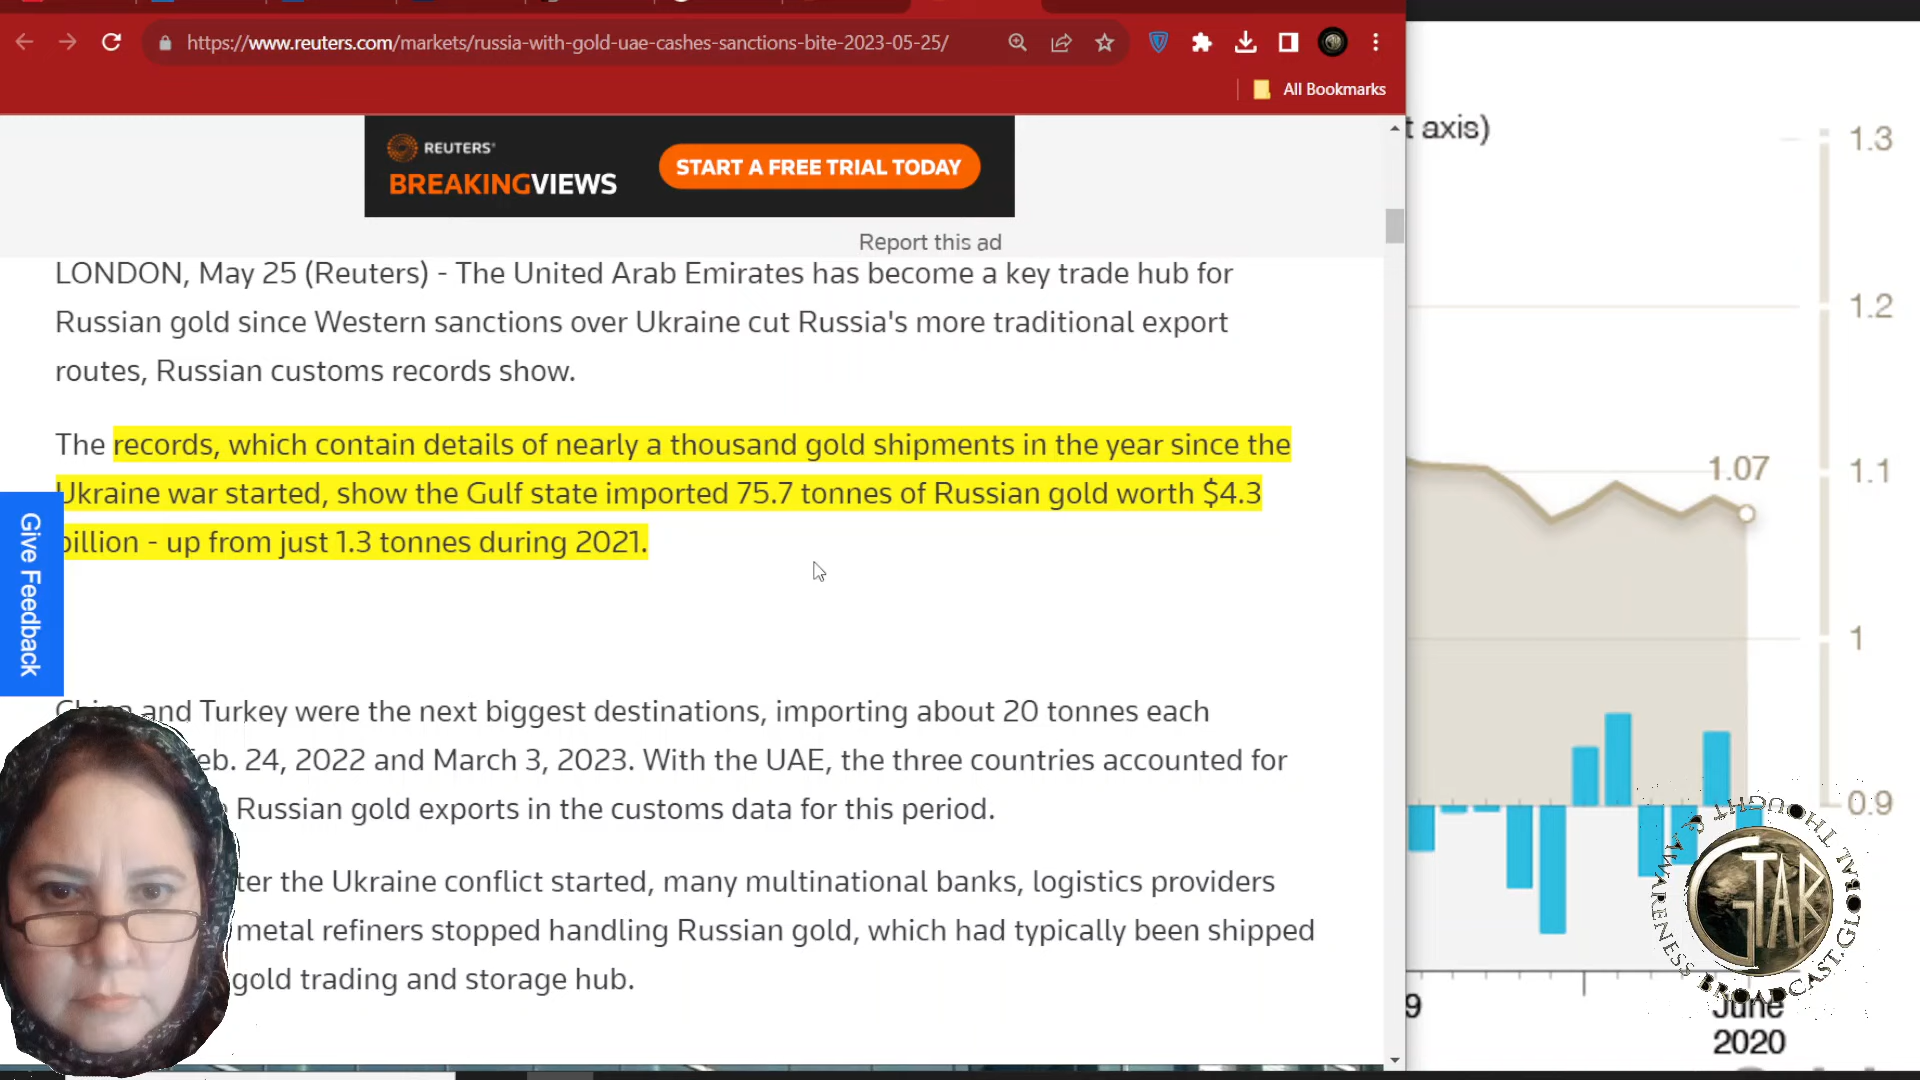 https://www.reuters.com/markets/russia-with-gold-uae-cashes-sanctions-bite-2023-05-25/
All Bookmarks
REUTERS®
BREAKINGVIEWS
START A FREE TRIAL TODAY
Report this ad
LONDON, May 25 (Reuters) - The United Arab Emirates has become a key trade hub for
Russian gold since Western sanctions over Ukraine cut Russia's more traditional export
routes, Russian customs records show.
The records, which contain details of nearly a thousand gold shipments in the year since the
Ukraine war started, show the Gulf state imported 75.7 tonnes of Russian gold worth $4.3
billion - up from just 1.3 tonnes during 2021.
Give Feedback
China and Turkey were the next biggest destinations, importing about 20 tonnes each
eb. 24, 2022 and March 3, 2023. With the UAE, the three countries accounted for
Russian gold exports in the customs data for this period.
ter the Ukraine conflict started, many multinational banks, logistics providers
metal refiners stopped handling Russian gold, which had typically been shipped
gold trading and storage hub.
t axis)
1.3
1.2
1.07
1.1
1
0.9
9
June
2020
GTAB
GLOBAL THOUGHT & AWARENESS BROADCAST